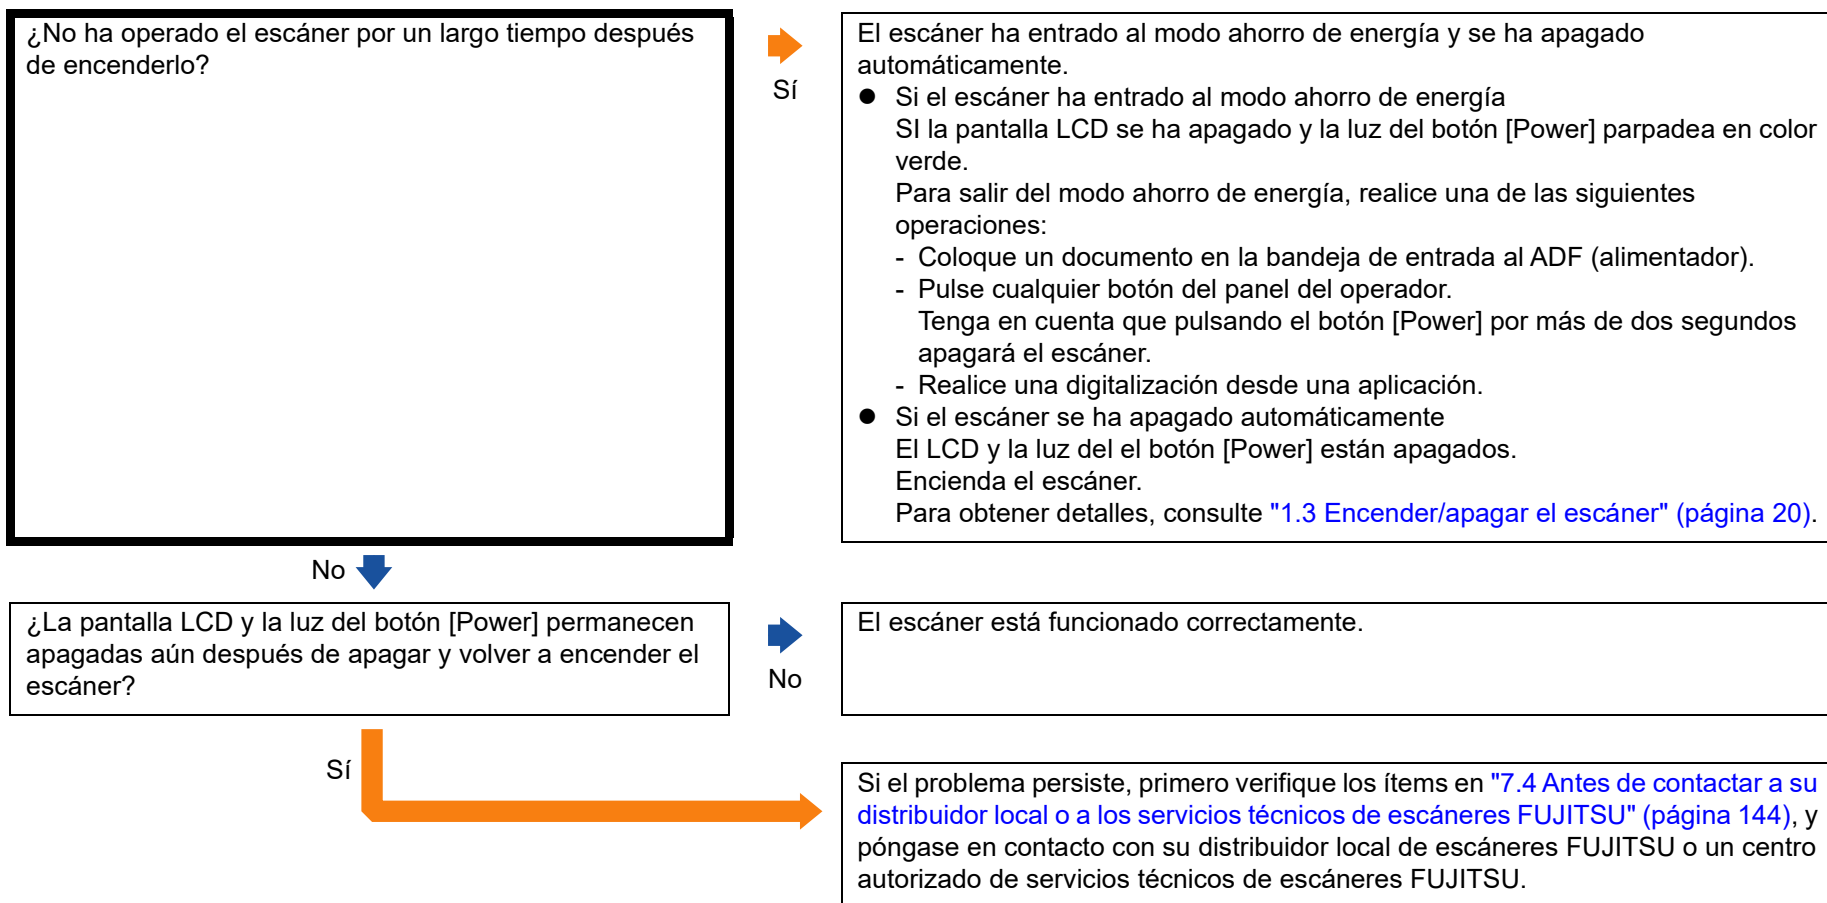 ¿No ha operado el escáner por un largo tiempo después
de encenderlo?
Sí
El escáner ha entrado al modo ahorro de energía y se ha apagado
automáticamente.
● Si el escáner ha entrado al modo ahorro de energía
SI la pantalla LCD se ha apagado y la luz del botón [Power] parpadea en color
verde.
Para salir del modo ahorro de energía, realice una de las siguientes
operaciones:
- Coloque un documento en la bandeja de entrada al ADF (alimentador).
- Pulse cualquier botón del panel del operador.
Tenga en cuenta que pulsando el botón [Power] por más de dos segundos
apagará el escáner.
- Realice una digitalización desde una aplicación.
● Si el escáner se ha apagado automáticamente
El LCD y la luz del el botón [Power] están apagados.
Encienda el escáner.
Para obtener detalles, consulte "1.3 Encender/apagar el escáner" (página 20).
No
¿La pantalla LCD y la luz del botón [Power] permanecen
apagadas aún después de apagar y volver a encender el
escáner?
No
El escáner está funcionado correctamente.
Sí
Si el problema persiste, primero verifique los ítems en "7.4 Antes de contactar a su
distribuidor local o a los servicios técnicos de escáneres FUJITSU" (página 144), y
póngase en contacto con su distribuidor local de escáneres FUJITSU o un centro
autorizado de servicios técnicos de escáneres FUJITSU.